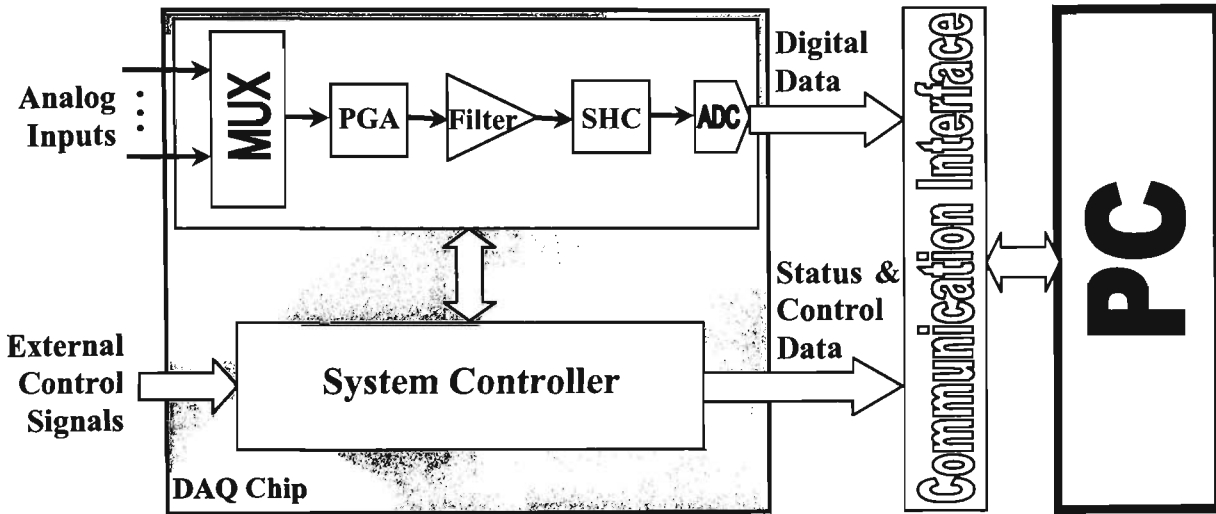 Analog
Inputs
MUX
PGA
Filter
SHC
ADC
Digital
Data
Communication Interface
PC
Status &
Control
Data
External
Control
Signals
System Controller
DAQ Chip